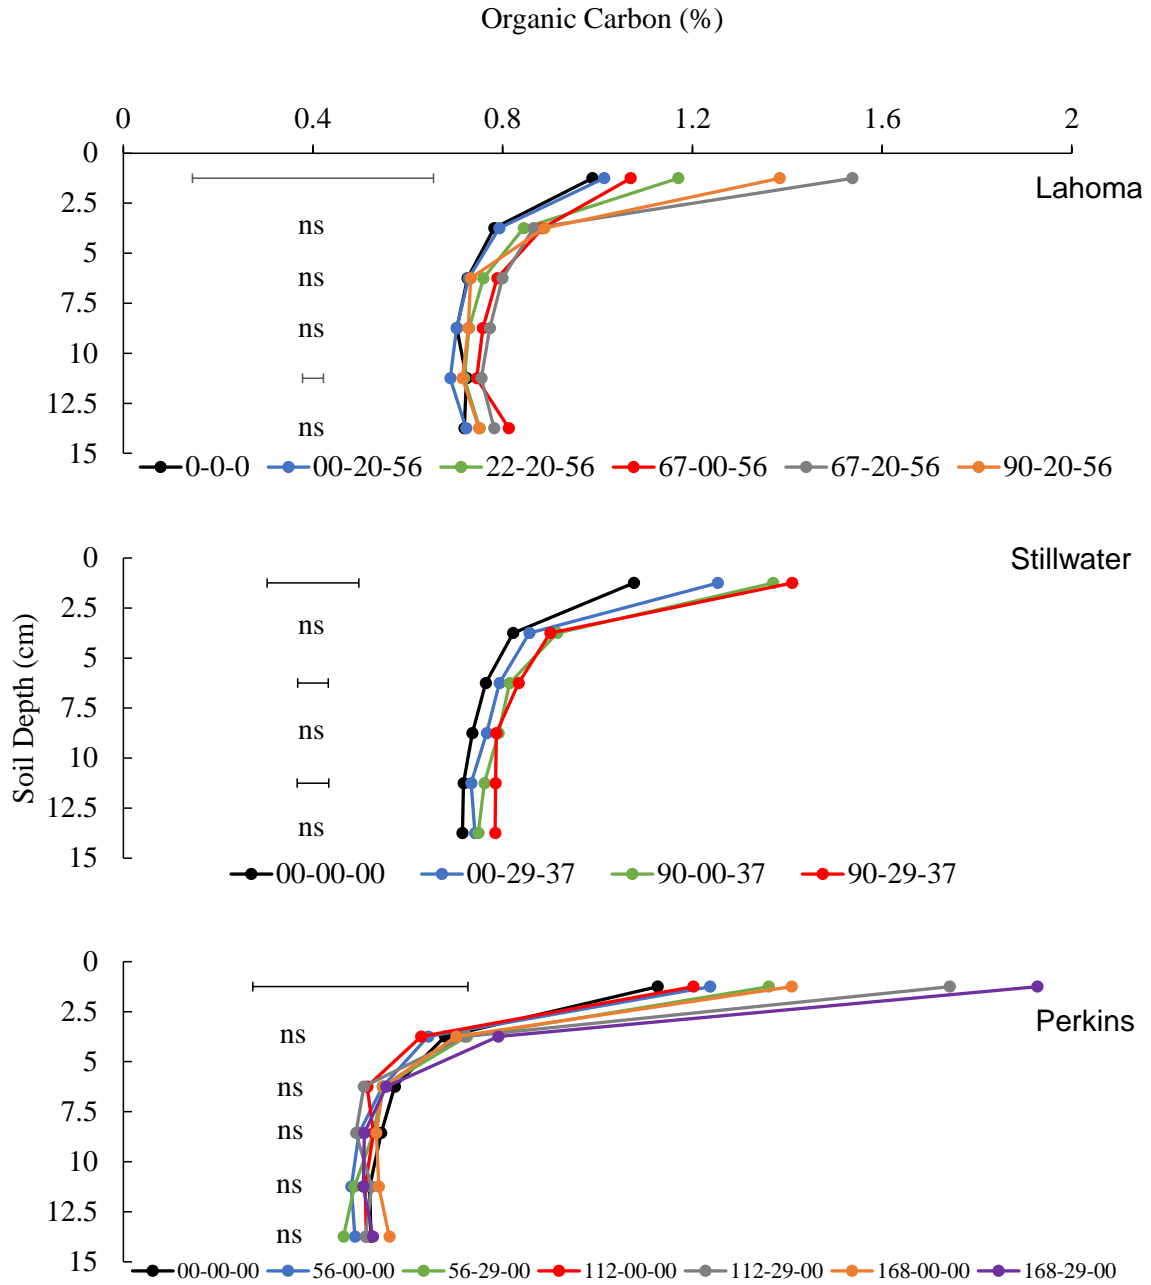 Organic Carbon (%)
0 0.4 0.8 1.2 1.6 2
0
Lahoma
2.5
ns
5
ns
7.5
ns
10
12.5
ns
15
0-0-0 00-20-56 22-20-56 67-00-56 67-20-56 90-20-56
Soil Depth (cm)
0
Stillwater
2.5
ns
5
7.5
ns
10
12.5
ns
15
00-00-00 00-29-37 90-00-37 90-29-37
0
2.5
Perkins
ns
5
ns
7.5
ns
10
ns
12.5
ns
15
00-00-00 56-00-00 56-29-00 112-00-00 112-29-00 168-00-00 168-29-00